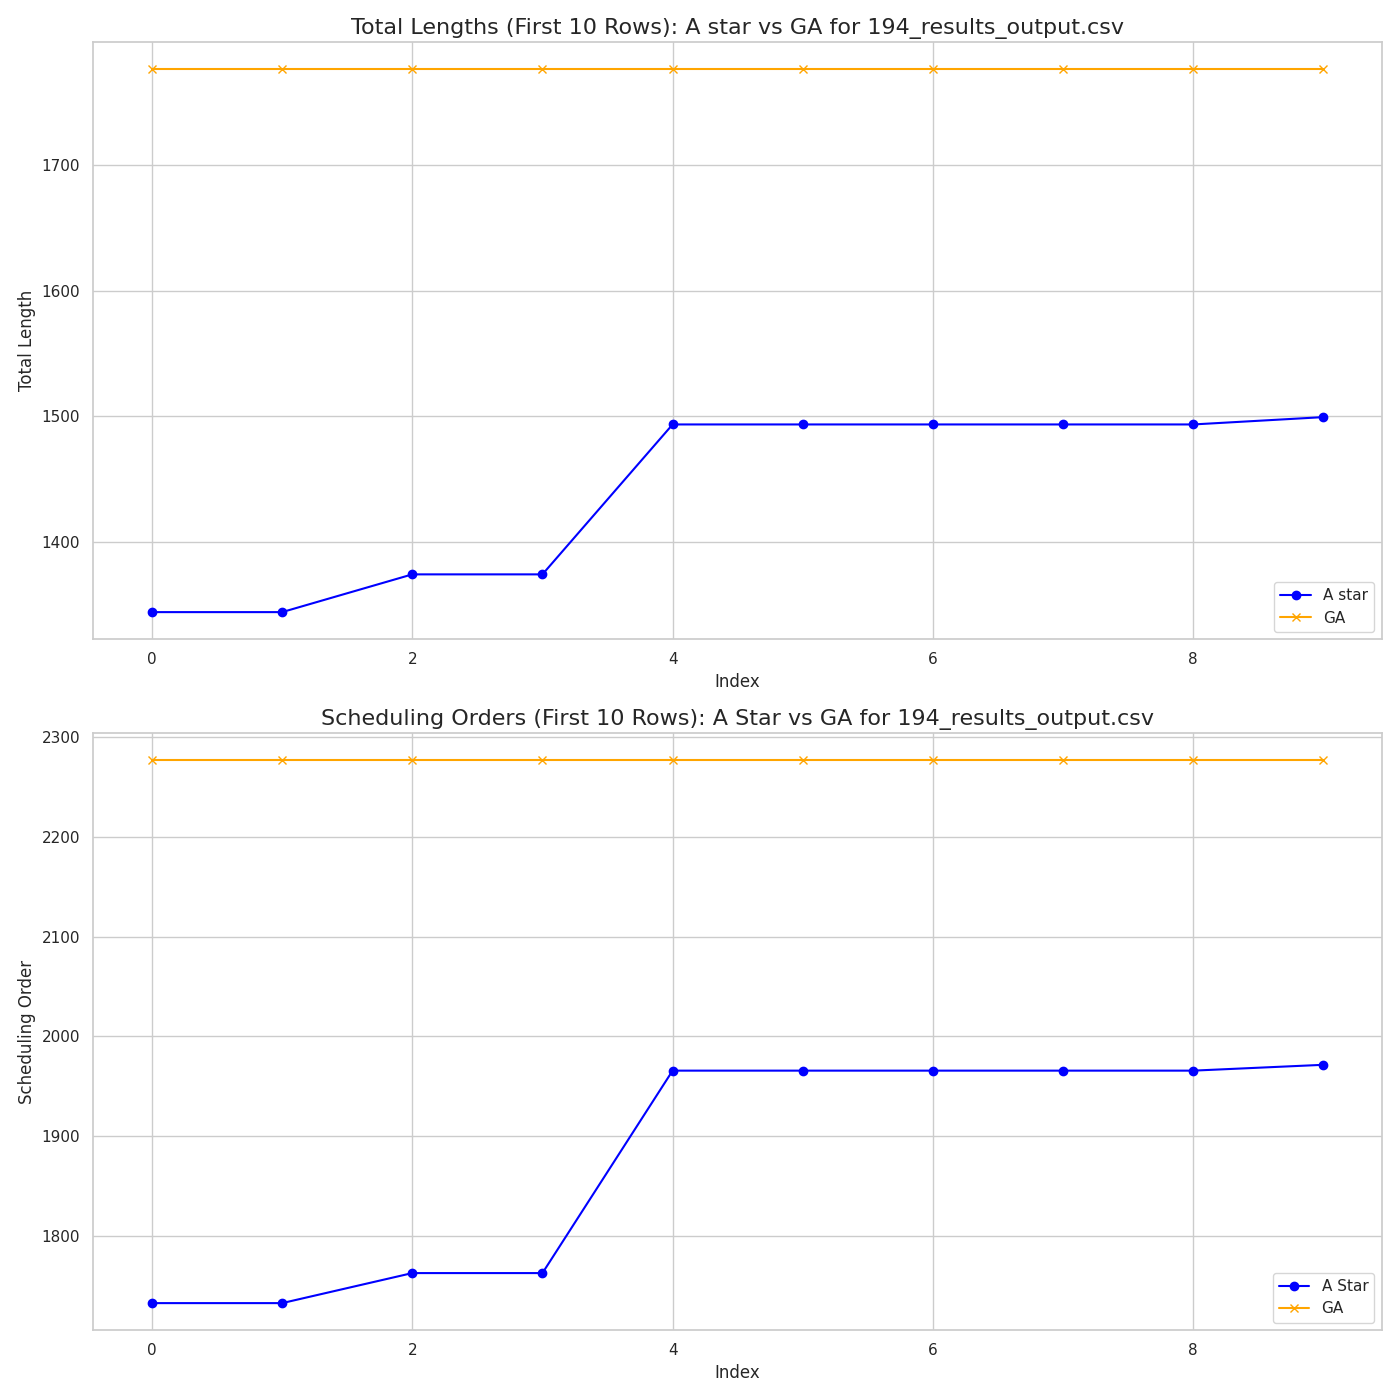 Total Lengths (First 10 Rows): A star vs GA for 194_results_output.csv
1700
1600
1500
1400
Total Length
0 2 4 6 8
Index
A star
GA
Scheduling Orders (First 10 Rows): A Star vs GA for 194_results_output.csv
2300
2200
2100
2000
1900
1800
Scheduling Order
0 2 4 6 8
Index
A Star
GA